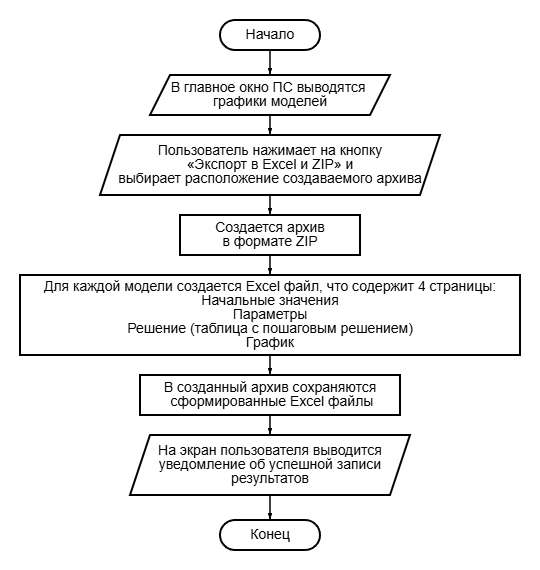 Начало
В главное окно ПС выводятся
графики моделей
Пользователь нажимает на кнопку
«Экспорт в Excel и ZIP» и
выбирает расположение создаваемого архива
Создается архив
в формате ZIP
Для каждой модели создается Excel файл, что содержит 4 страницы:
Начальные значения
Параметры
Решение (таблица с пошаговым решением)
График
В созданный архив сохраняются
сформированные Excel файлы
На экран пользователя выводится
уведомление об успешной записи
результатов
Конец